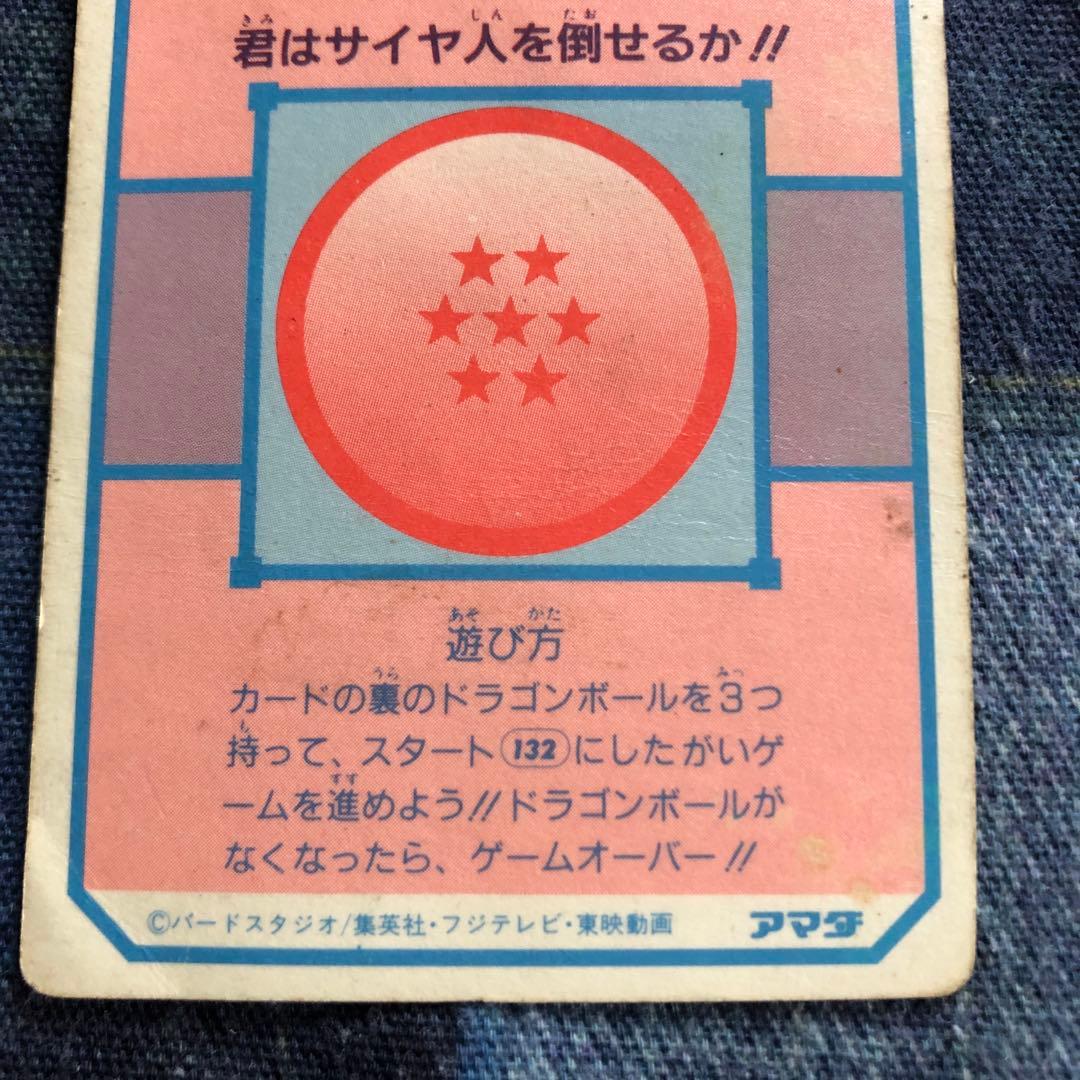 君はサイヤ人を倒せるか!!
遊び方
カードの裏のドラゴンボールを3つ
持って、スタート132にしたがいゲ
ームを進めよう!!ドラゴンボールが
なくなったら、ゲームオーバー!!
©バードスタジオ/集英社・フジテレビ・東映動画 アマダ